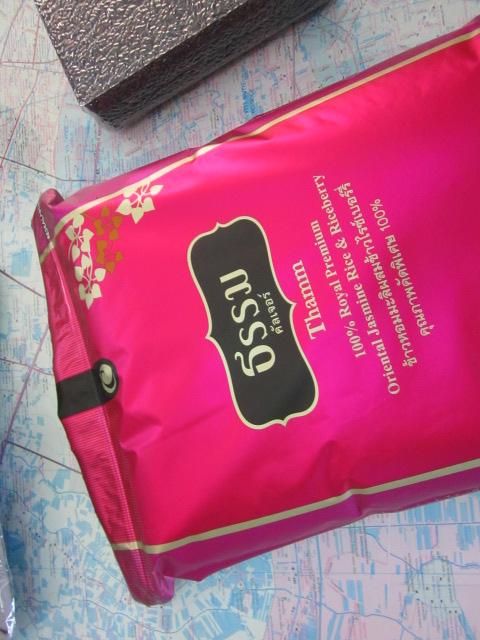 ธรรม
คัลเจอร์
Thamm
100% Royal Premium
Oriental Jasmine Rice & Riceberry
ข้าวหอมมะลิผสมข้าวไรซ์เบอร์รี่
คุณภาพคัดพิเศษ 100%